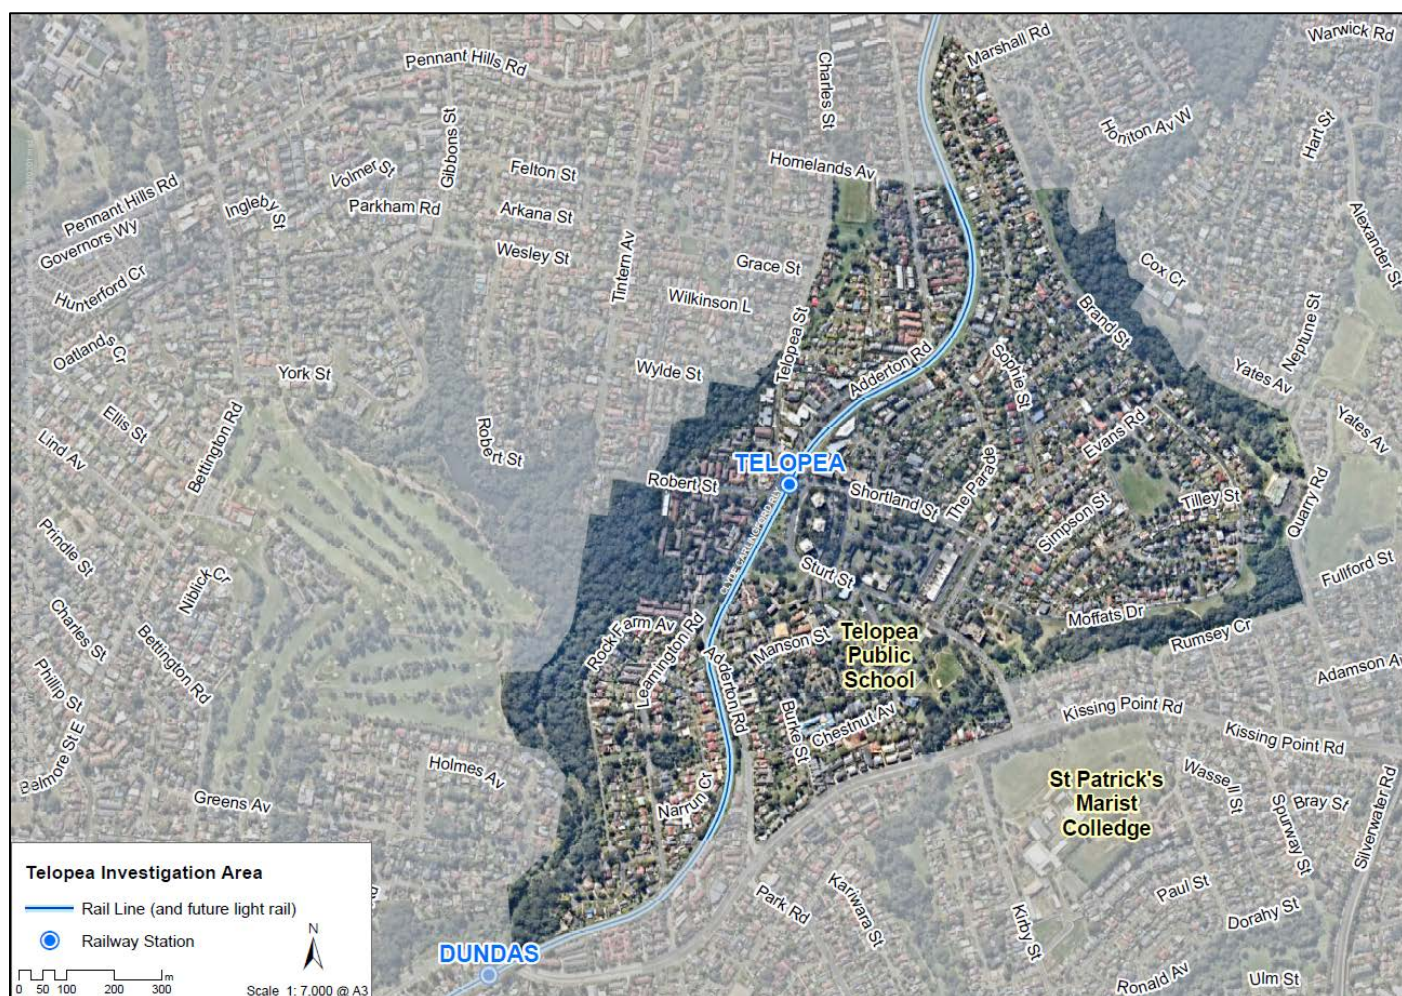 Marshall Rd
Warwick Rd
Pennant Hills Rd
Charles St
Honiton Av W
Hart St
Gibbons St
Felton St
Homelands Av
Volmer St
Pennant Hills Rd
Ingleby St
Parkham Rd
Arkana St
Alexander St
Governors Wy
Wesley St
Tintern Av
Grace St
Cox Cr
Hunterford Cr
Wilkinson L
Brand St
Neptune St
Oatlands Cr
Telopea St
Adderton Rd
Sophie St
York St
Wylde St
Yates Av
Ellis St
Bettington Rd
Yates Av
Lind Av
Robert St
Evans Rd
TELOPEA
The Parade
Robert St
Shortland St
Tilley St
Quarry Rd
Simpson St
Prindle St
Niblick Cr
Sturt St
Fullford St
Charles St
Moffats Dr
Bettington Rd
Rock Farm Av
Leamington Rd
Adderton Rd
Manson St
Telopea
Public
School
Rumsey Cr
Adamson Av
Phillip St
Burke St
Chestnut Av
Kissing Point Rd
Kissing Point Rd
Belmore St E
Holmes Av
Greens Av
Narrun Cr
St Patrick's
Marist
Colledge
Wassell St
Bray St
Spurway St
Silverwater Rd
Telopea Investigation Area
Rail Line (and future light rail)
Railway Station
N
m
0 50 100 200 300
Scale 1: 7,000 @ A3
Rd
DUNDAS
Park Rd
Kariwara St
Kirby St
Paul St
Dorahy St
Ronald Av
Ulm St